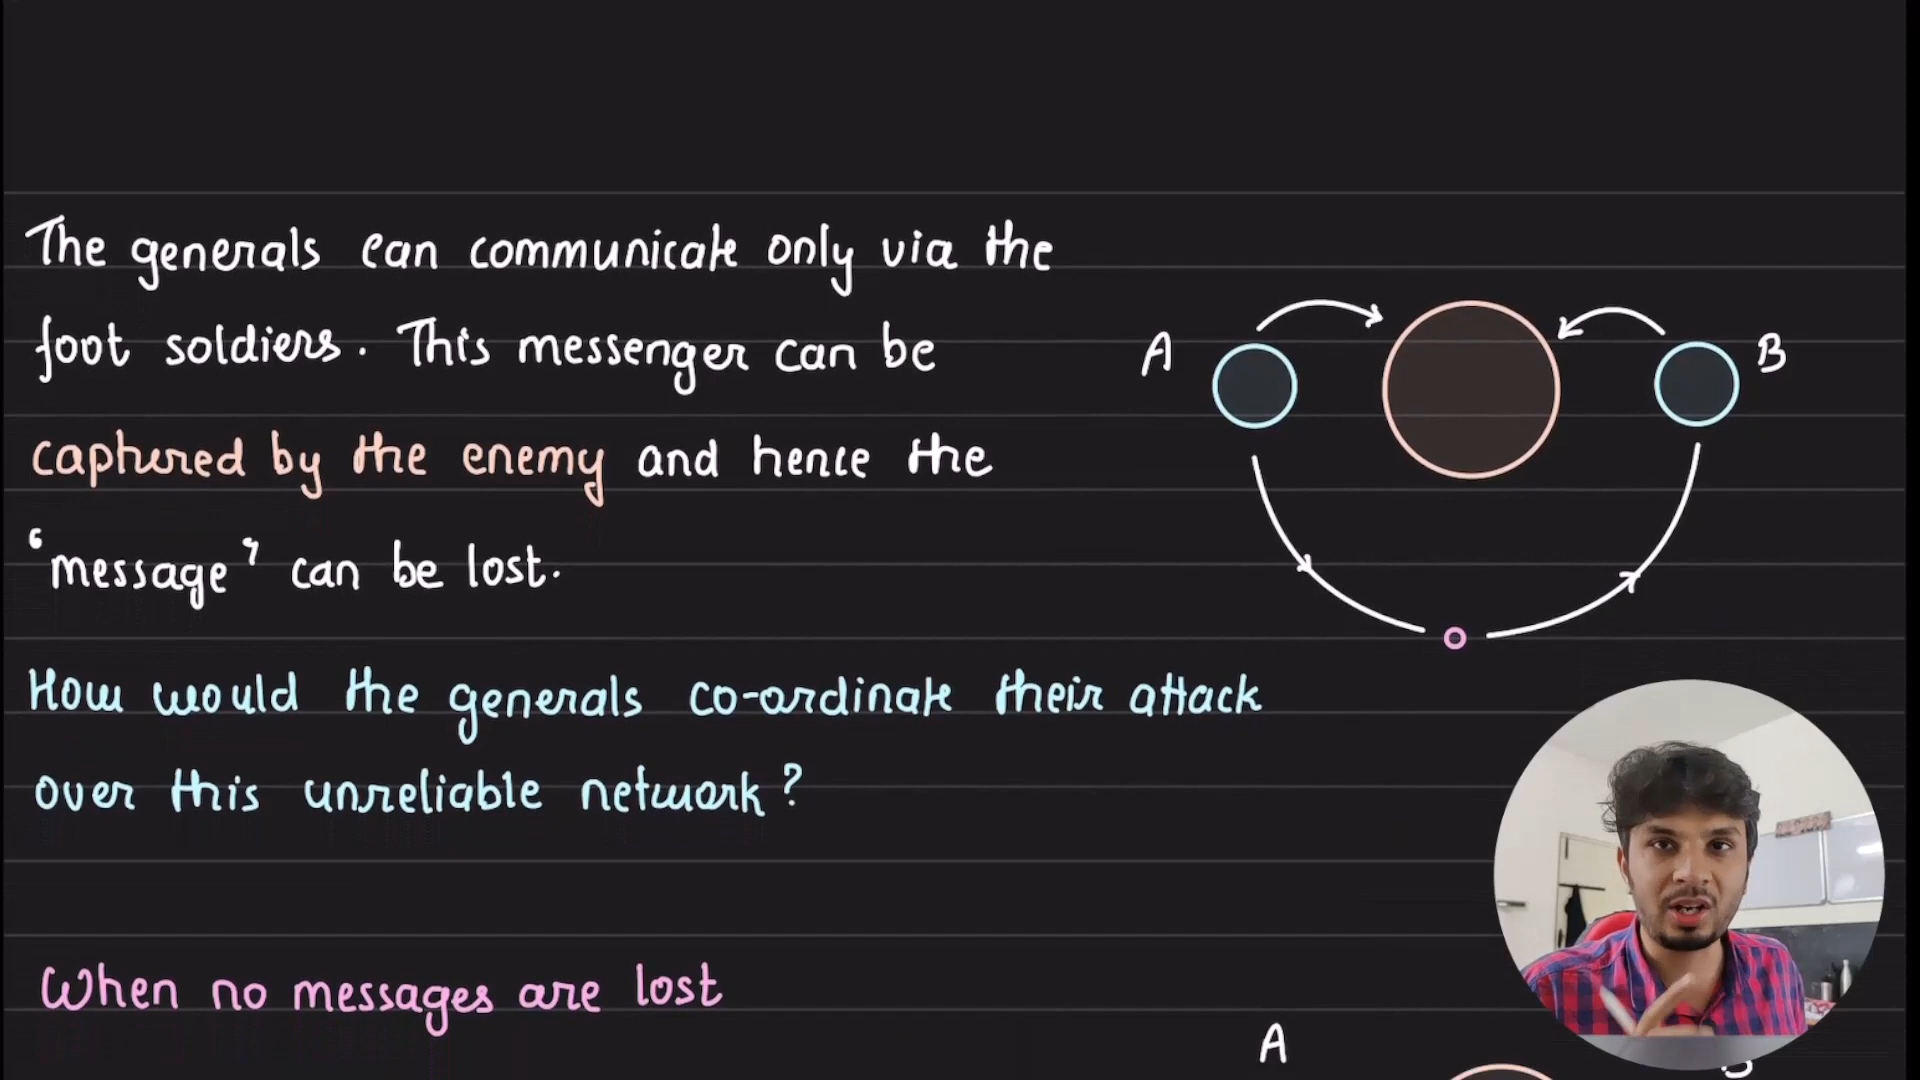 The generals can communicate only via the
A
B
foot soldiers. This messenger can be
captured by the enemy and hence the
"message" can be lost.
How would the generals co-ordinate their attack
over this unreliable network?
When no messages are lost
A
B